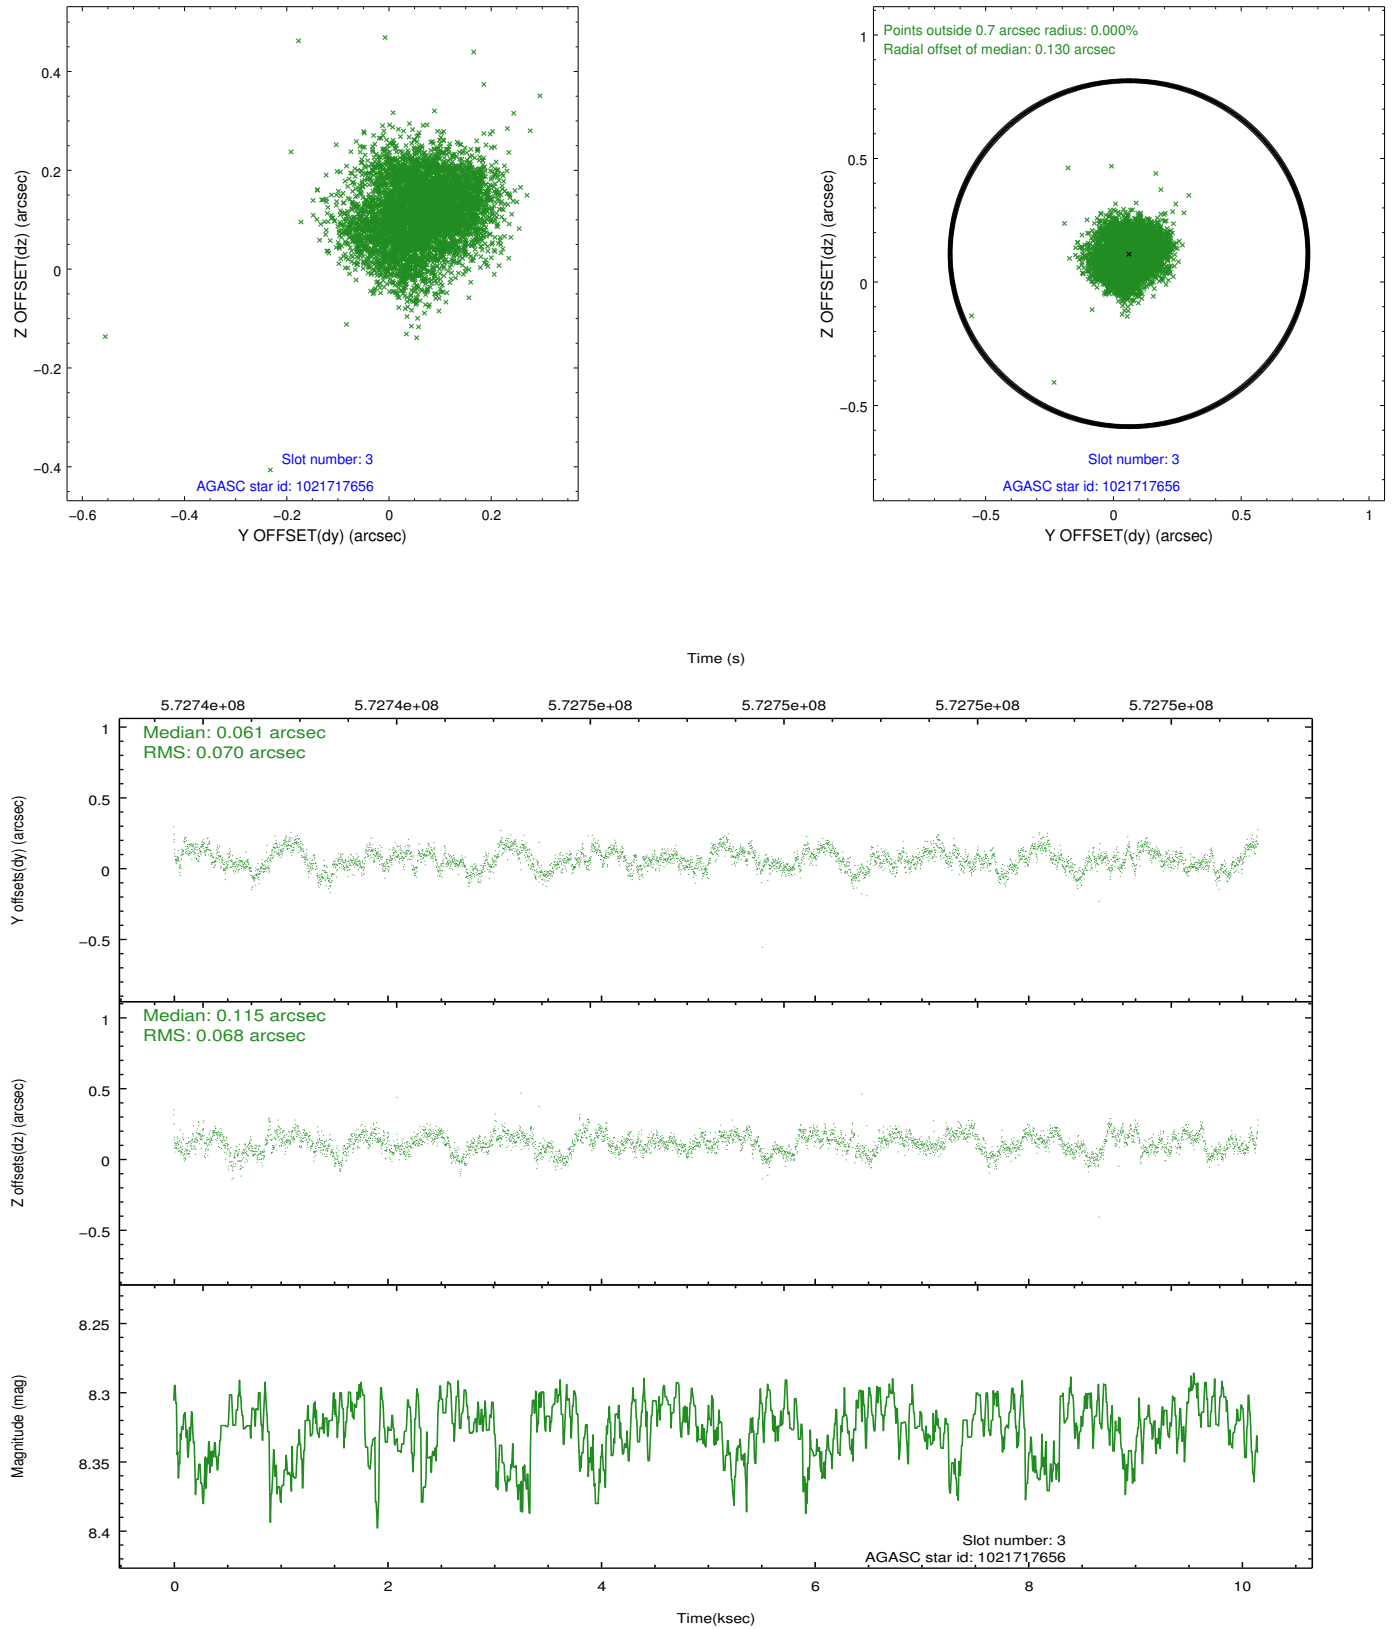 0.4
0.2
0
−0.2
−0.4
Z OFFSET(dz) (arcsec)
Slot number: 3
AGASC star id: 1021717656
−0.6 −0.4 −0.2 0 0.2
Y OFFSET(dy) (arcsec)
Points outside 0.7 arcsec radius: 0.000%
Radial offset of median: 0.130 arcsec
1
0.5
0
−0.5
Z OFFSET(dz) (arcsec)
Slot number: 3
AGASC star id: 1021717656
−0.5 0 0.5 1
Y OFFSET(dy) (arcsec)
Time (s)
5.7274e+08 5.7274e+08 5.7275e+08 5.7275e+08 5.7275e+08 5.7275e+08
Median: 0.061 arcsec
RMS: 0.070 arcsec
1
0.5
0
−0.5
Y offsets(dy) (arcsec)
Median: 0.115 arcsec
RMS: 0.068 arcsec
1
0.5
0
−0.5
Z offsets(dz) (arcsec)
8.25
8.3
8.35
8.4
Magnitude (mag)
Slot number: 3
AGASC star id: 1021717656
0 2 4 6 8 10
Time(ksec)